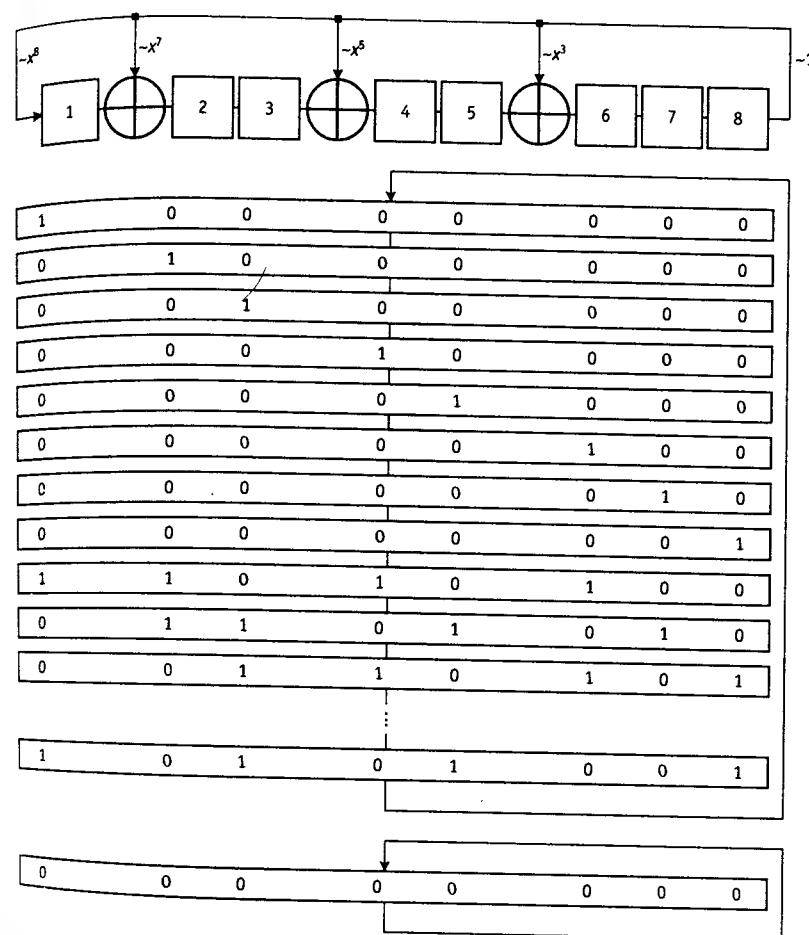 ~x⁸ ~x⁷ ~x⁵ ~x³
1 2 3 4 5 6 7 8
1 0 0 0 0 0 0 0
0 1 0 0 0 0 0 0
0 0 1 0 0 0 0 0
0 0 0 1 0 0 0 0
0 0 0 0 1 0 0 0
0 0 0 0 0 1 0 0
0 0 0 0 0 0 1 0
0 0 0 0 0 0 0 1
1 1 0 1 0 1 0 0
0 1 1 0 1 0 1 0
0 0 1 1 0 1 0 1
1 0 1 0 1 0 0 1
0 0 0 0 0 0 0 0